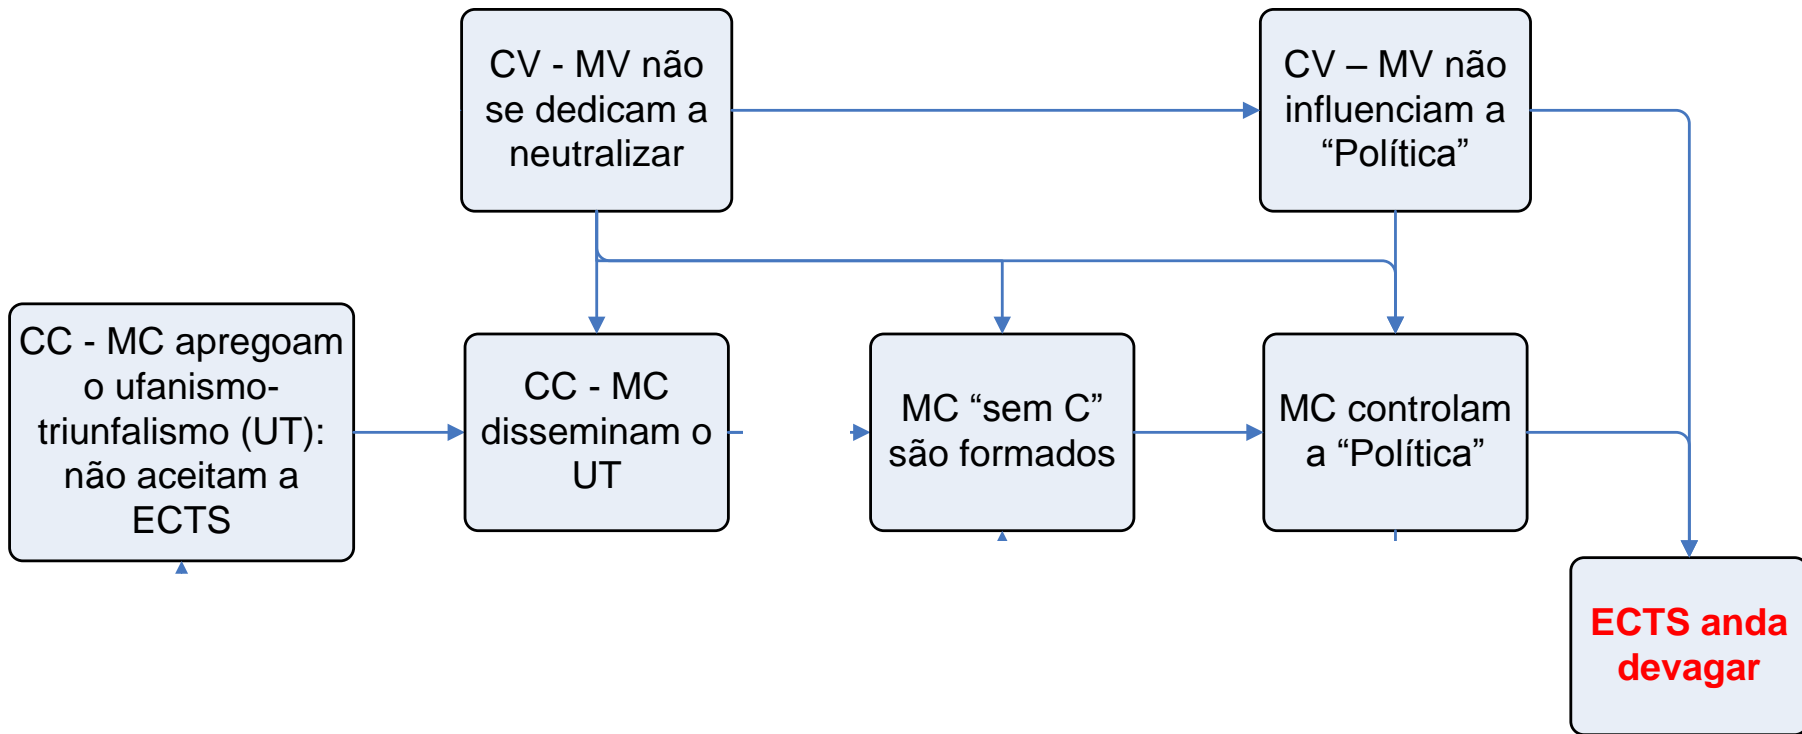 CV - MV não
se dedicam a
neutralizar
CV – MV não
influenciam a
“Política”
CC - MC apregoam
o ufanismo-
triunfalismo (UT):
não aceitam a
ECTS
CC - MC
disseminam o
UT
MC “sem C”
são formados
MC controlam
a “Política”
ECTS anda
devagar